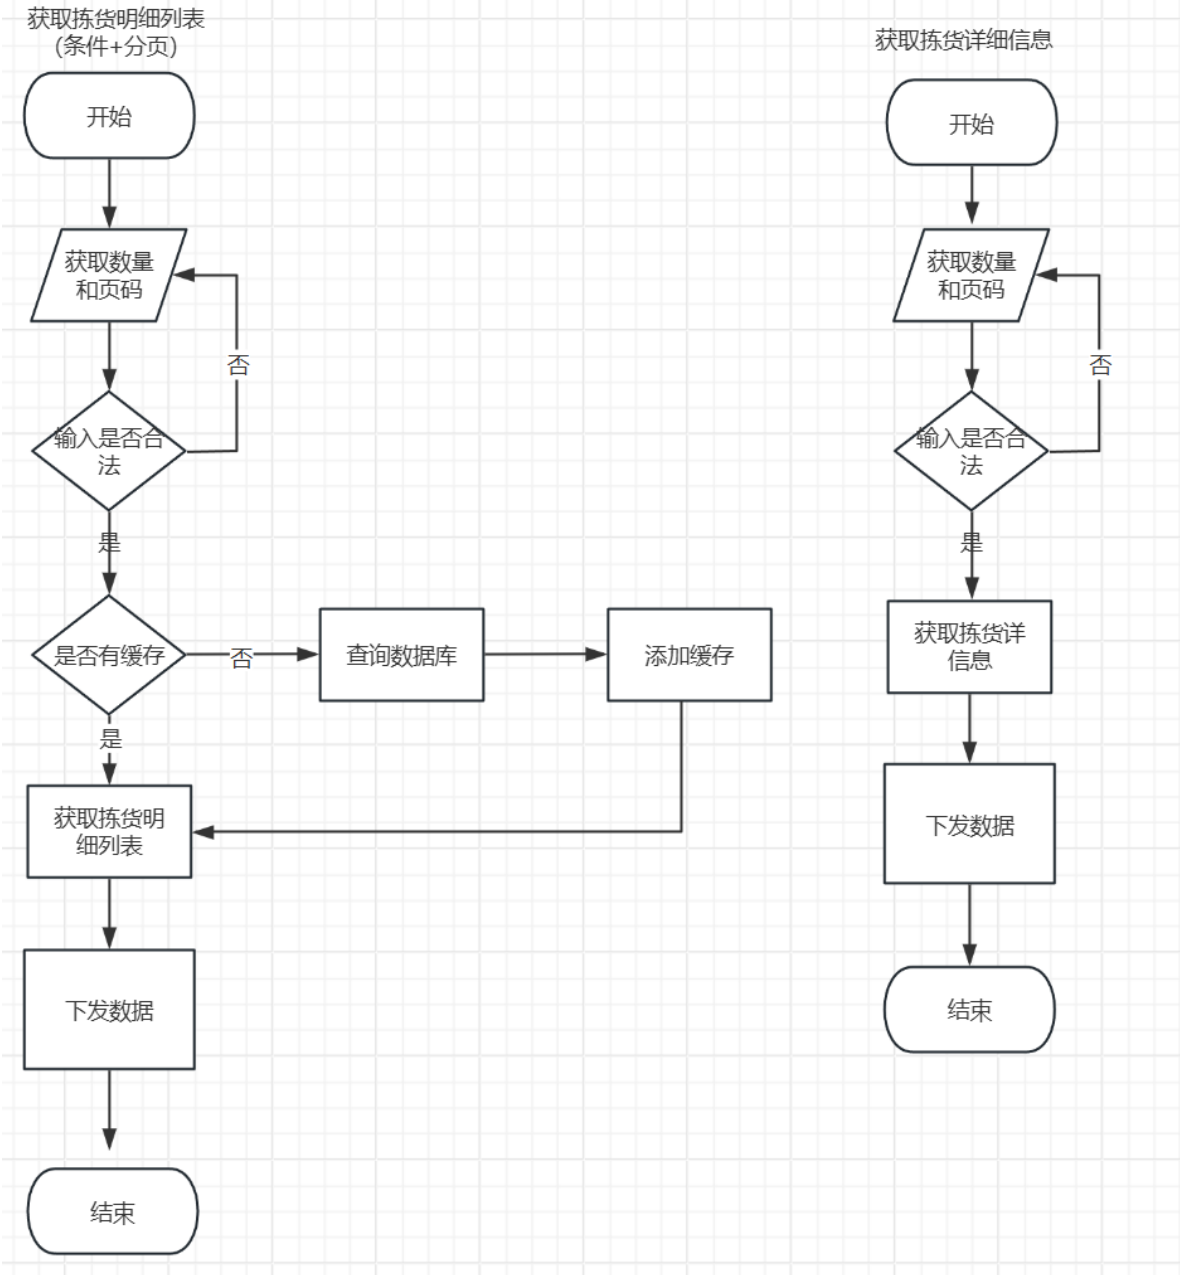 获取拣货明细列表
(条件+分页)
开始
获取数量
和页码
否
输入是否合
法
是
是否有缓存
否
查询数据库
添加缓存
是
获取拣货明
细列表
下发数据
结束
获取拣货详细信息
开始
获取数量
和页码
否
输入是否合
法
是
获取拣货详
信息
下发数据
结束